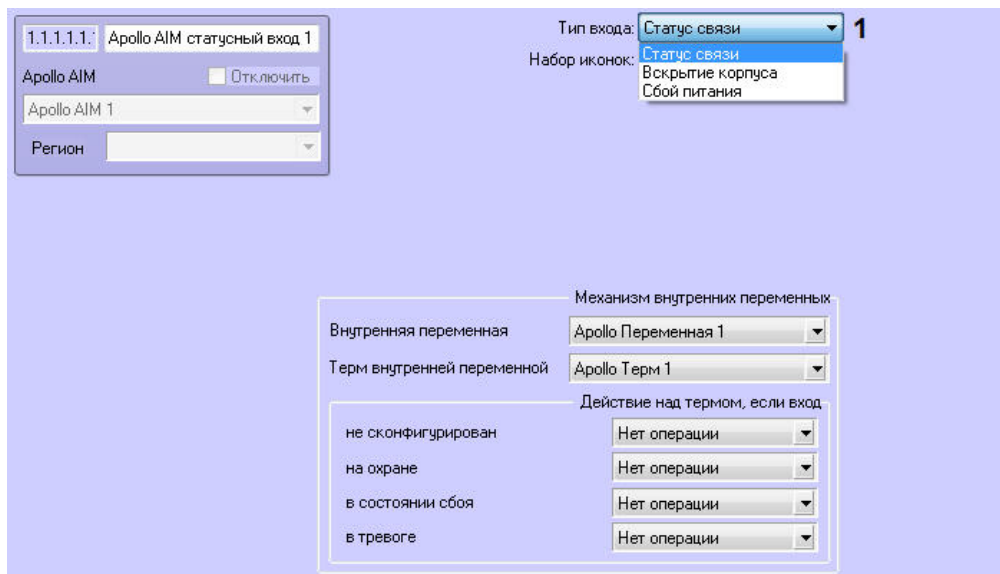 1.1.1.1.1. Apollo AIM статусный вход 1
Apollo AIM Отключить
Apollo AIM 1
Регион
Тип входа: Статус связи 1
Набор иконок: Статус связи
Вскрытие корпуса
Сбой питания
Механизм внутренних переменных
Внутренняя переменная Apollo Переменная 1
Терм внутренней переменной Apollo Терм 1
Действие над термом, если вход
не сконфигурирован Нет операции
на охране Нет операции
в состоянии сбоя Нет операции
в тревоге Нет операции